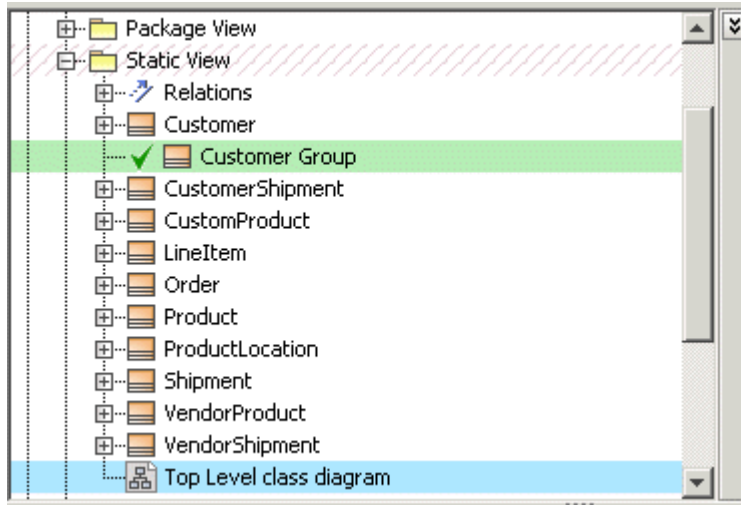 Package View
Static View
Relations
Customer
Customer Group
CustomerShipment
CustomProduct
LineItem
Order
Product
ProductLocation
Shipment
VendorProduct
VendorShipment
Top Level class diagram